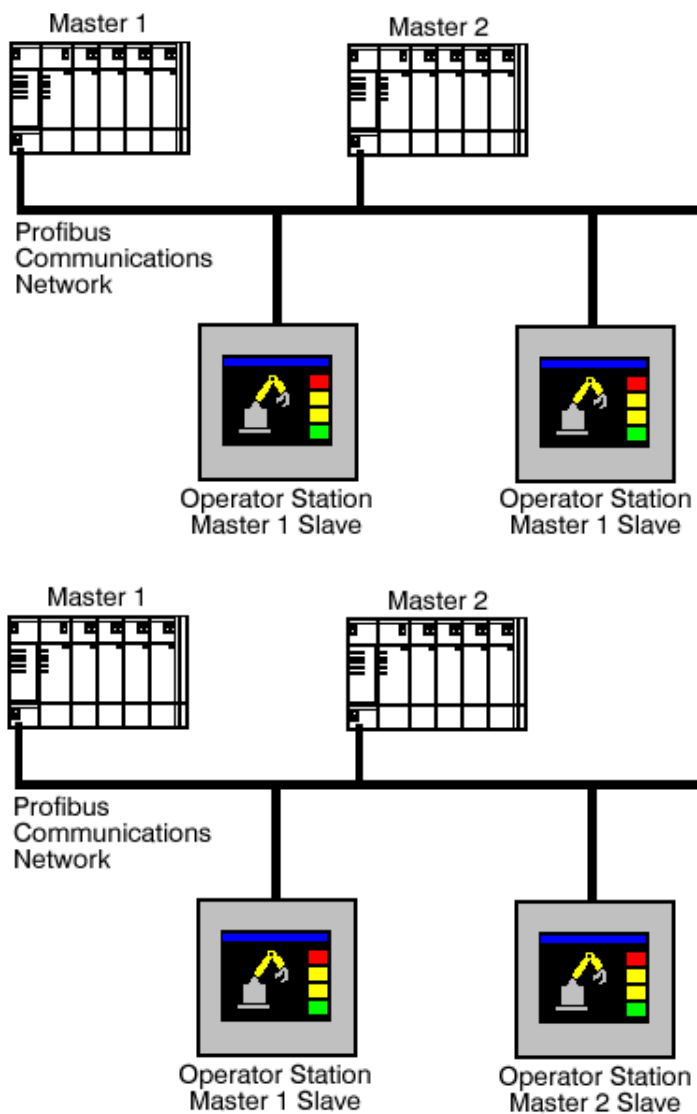 Master 1
Master 2
Profibus
Communications
Network
Operator Station
Master 1 Slave
Operator Station
Master 1 Slave
Master 1
Master 2
Profibus
Communications
Network
Operator Station
Master 1 Slave
Operator Station
Master 2 Slave